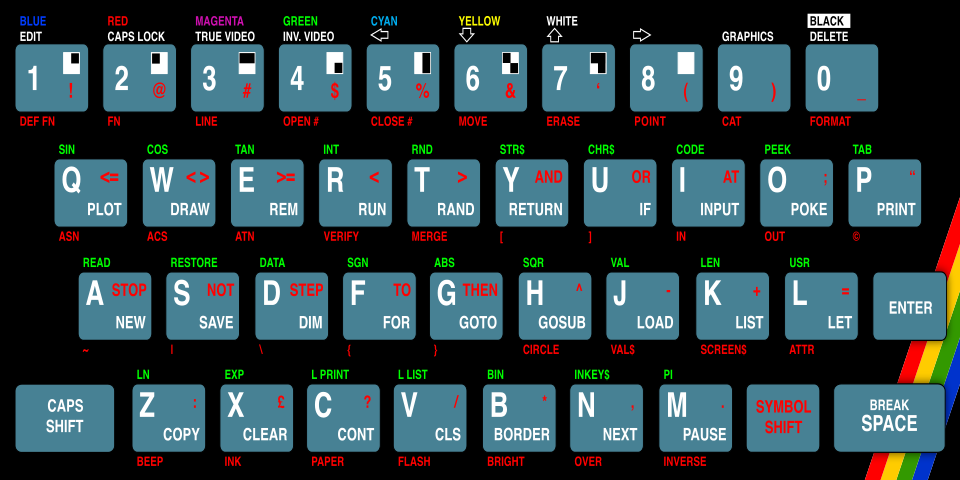 BLUE RED MAGENTA GREEN CYAN YELLOW WHITE BLACK
EDIT CAPS LOCK TRUE VIDEO INV. VIDEO GRAPHICS DELETE
1 ! 2 @ 3 # 4 $ 5 % 6 & 7 ' 8 ( 9 ) 0 _
DEF FN FN LINE OPEN # CLOSE # MOVE ERASE POINT CAT FORMAT
SIN COS TAN INT RND STR$ CHR$ CODE PEEK TAB
Q <= W <> E >= R < T > Y AND U OR I AT O ; P "
PLOT DRAW REM RUN RAND RETURN IF INPUT POKE PRINT
ASN ACS ATN VERIFY MERGE [ ] IN OUT ©
READ RESTORE DATA SGN ABS SQR VAL LEN USR
A STOP S NOT D STEP F TO G THEN H ^ J - K + L = ENTER
NEW SAVE DIM FOR GOTO GOSUB LOAD LIST LET
~ | \ { } CIRCLE VAL$ SCREEN$ ATTR
LN EXP L PRINT L LIST BIN INKEY$ PI
CAPS SHIFT Z : X £ C ? V / B * N , M . SYMBOL SHIFT BREAK SPACE
COPY CLEAR CONT CLS BORDER NEXT PAUSE
BEEP INK PAPER FLASH BRIGHT OVER INVERSE